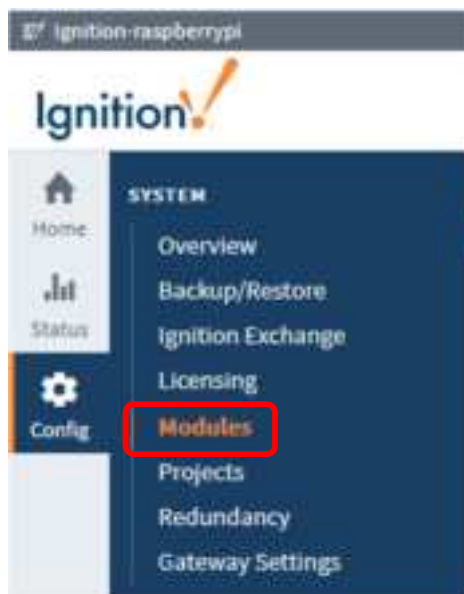 Ignition-raspberrypi
Ignition!
Home
Status
Config
SYSTEM
Overview
Backup/Restore
Ignition Exchange
Licensing
Modules
Projects
Redundancy
Gateway Settings